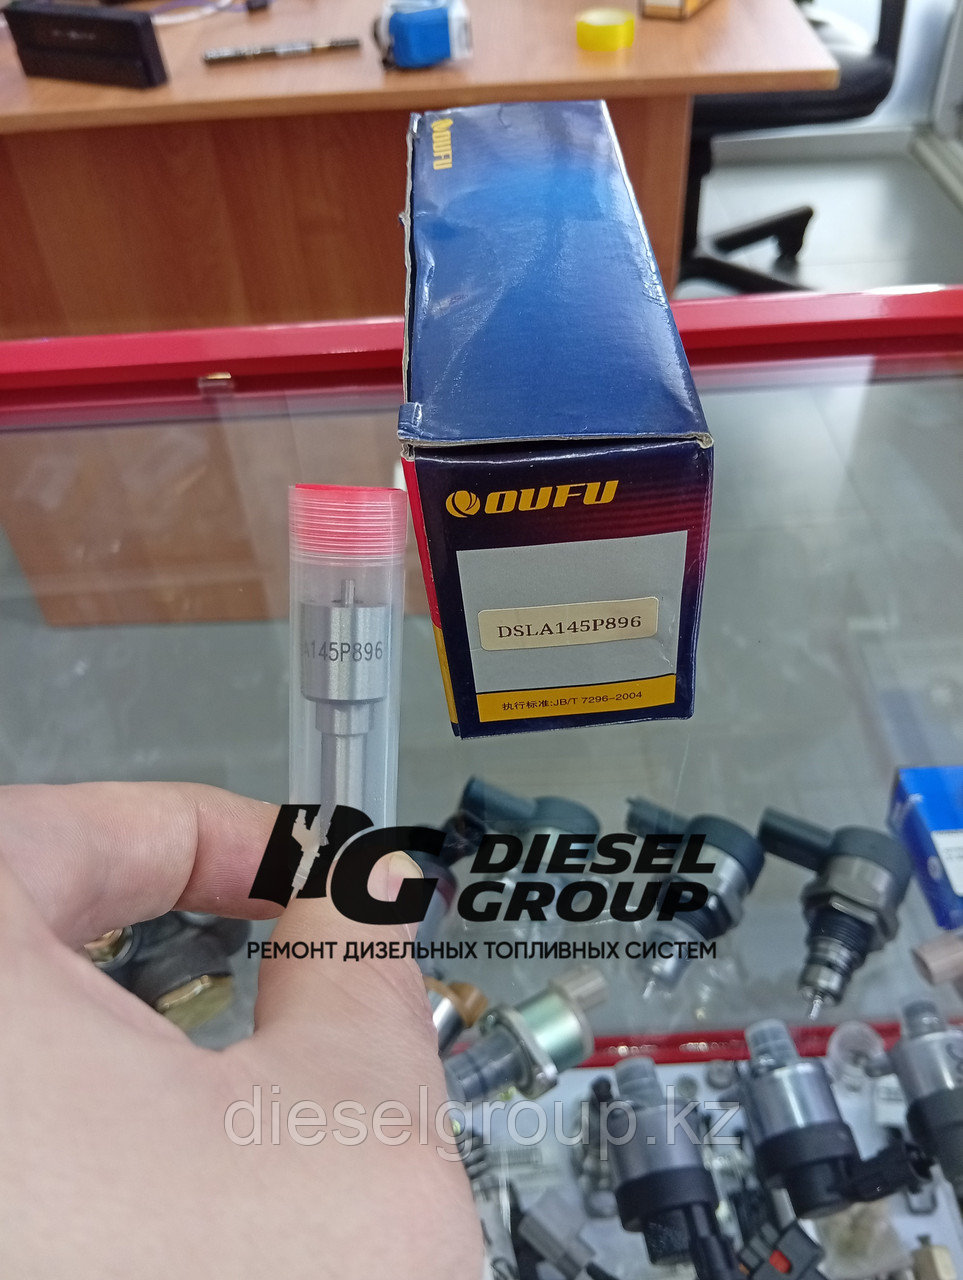 OUFU
OUFU
DSLA145P896
执行标准:JB/T 7296-2004
A145P896
DG DIESEL
GROUP
РЕМОНТ ДИЗЕЛЬНЫХ ТОПЛИВНЫХ СИСТЕМ
dieselgroup.kz